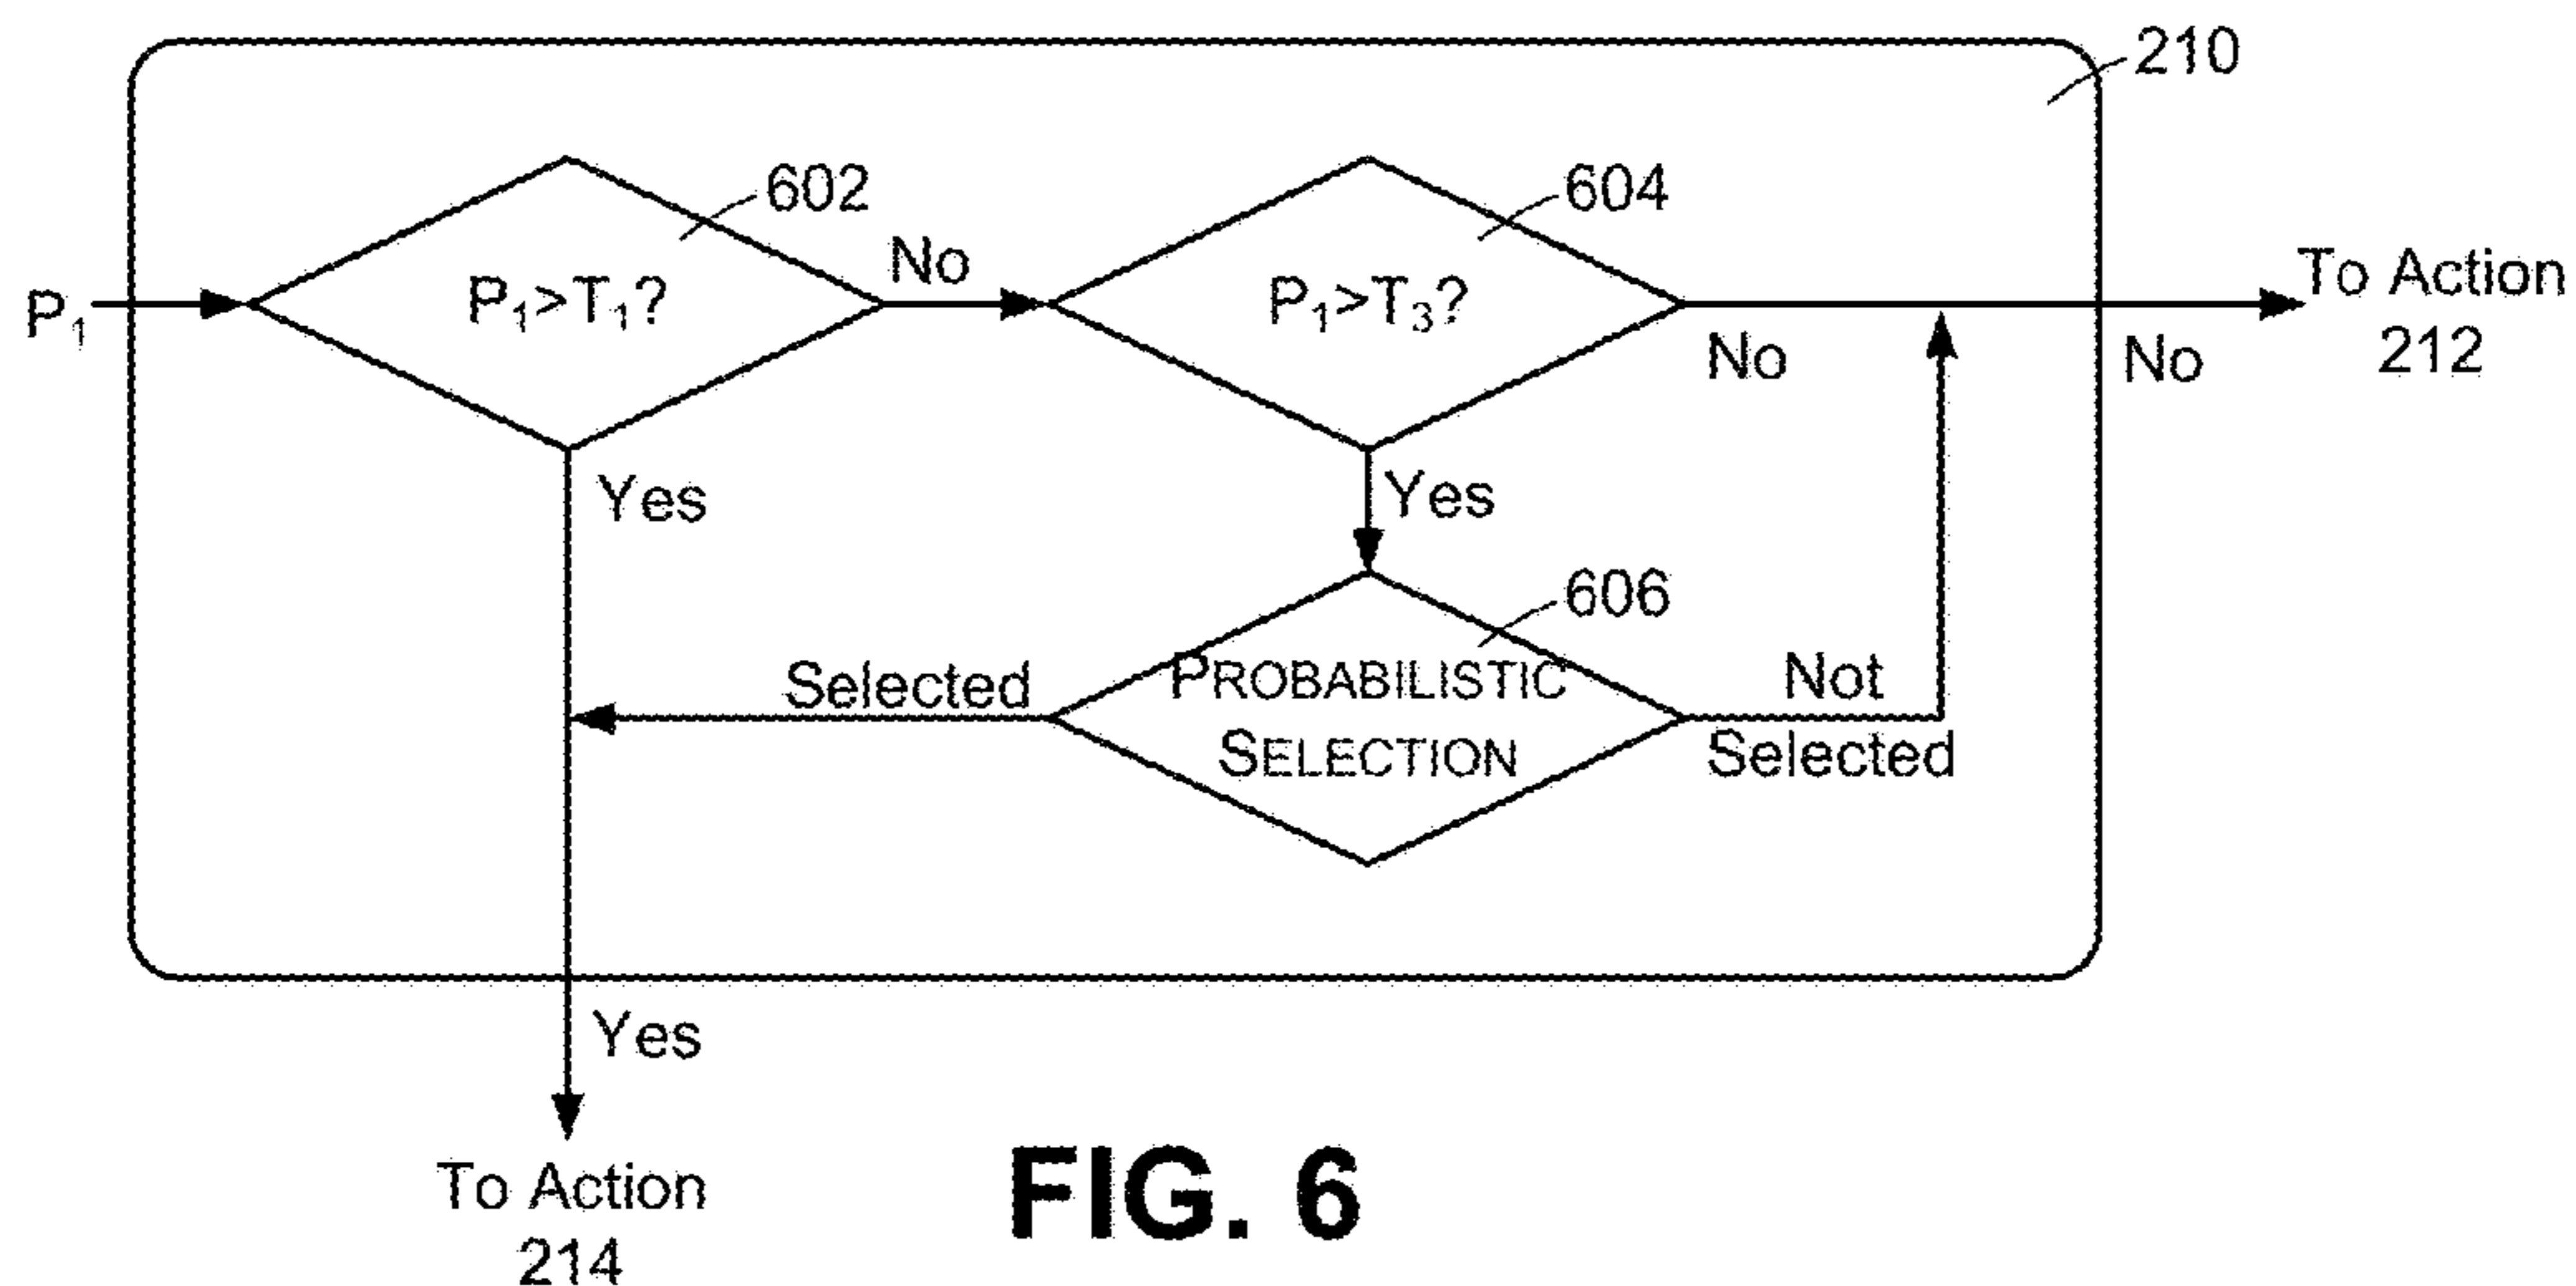 210
602
604
P₁
P₁>T₁?
No
P₁>T₃?
No
No
To Action
212
Yes
Yes
606
Selected
PROBABILISTIC
SELECTION
Not
Selected
Yes
To Action
214
FIG. 6